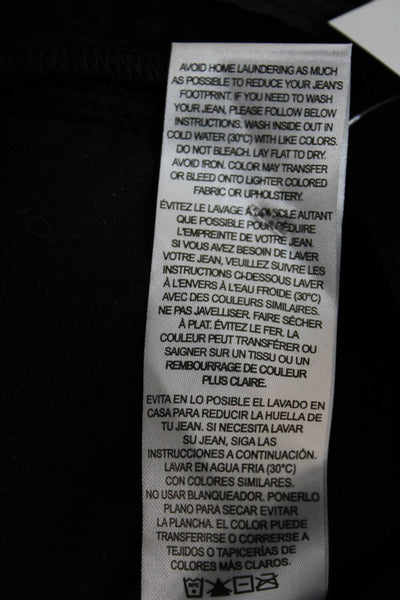 AVOID HOME LAUNDERING AS MUCH
AS POSSIBLE TO REDUCE YOUR JEAN'S
FOOTPRINT. IF YOU NEED TO WASH
YOUR JEAN, PLEASE FOLLOW BELOW
INSTRUCTIONS. WASH INSIDE OUT IN
COLD WATER (30°C) WITH LIKE COLORS.
DO NOT BLEACH. LAY FLAT TO DRY.
AVOID IRON. COLOR MAY TRANSFER
OR BLEED ONTO LIGHTER COLORED
FABRIC OR UPHOLSTERY.
ÉVITEZ LE LAVAGE À DOMICILE AUTANT
QUE POSSIBLE POUR RÉDUIRE
L'EMPREINTE DE VOTRE JEAN.
SI VOUS AVEZ BESOIN DE LAVER
VOTRE JEAN, VEUILLEZ SUIVRE LES
INSTRUCTIONS CI-DESSOUS LAVER
À L'ENVERS À L'EAU FROIDE (30°C)
AVEC DES COULEURS SIMILAIRES.
NE PAS JAVELLISER. FAIRE SÉCHER
À PLAT. ÉVITEZ LE FER. LA
COULEUR PEUT TRANSFÉRER OU
SAIGNER SUR UN TISSU OU UN
REMBOURRAGE DE COULEUR
PLUS CLAIRE.
EVITA EN LO POSIBLE EL LAVADO EN
CASA PARA REDUCIR LA HUELLA DE
TU JEAN. SI NECESITA LAVAR
SU JEAN, SIGA LAS
INSTRUCCIONES A CONTINUACIÓN.
LAVAR EN AGUA FRIA (30°C)
CON COLORES SIMILARES.
NO USAR BLANQUEADOR. PONERLO
PLANO PARA SECAR EVITAR
LA PLANCHA. EL COLOR PUEDE
TRANSFERIRSE O CORRERSE A
TEJIDOS O TAPICERÍAS DE
COLORES MÁS CLAROS.